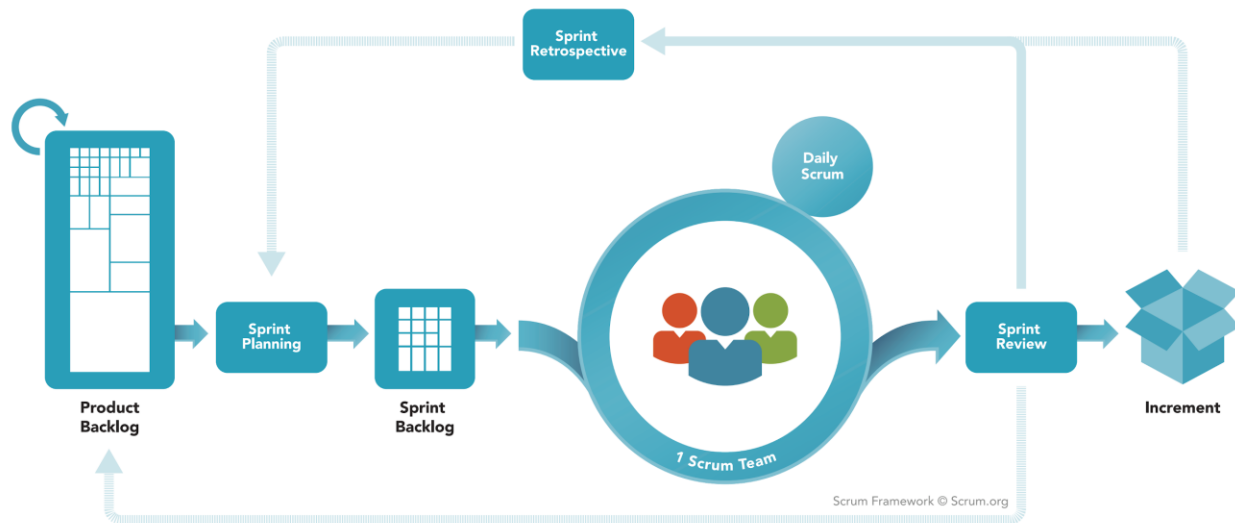 Sprint
Retrospective
Daily
Scrum
Sprint
Planning
Sprint
Review
Product
Backlog
Sprint
Backlog
Increment
1 Scrum Team
Scrum Framework © Scrum.org